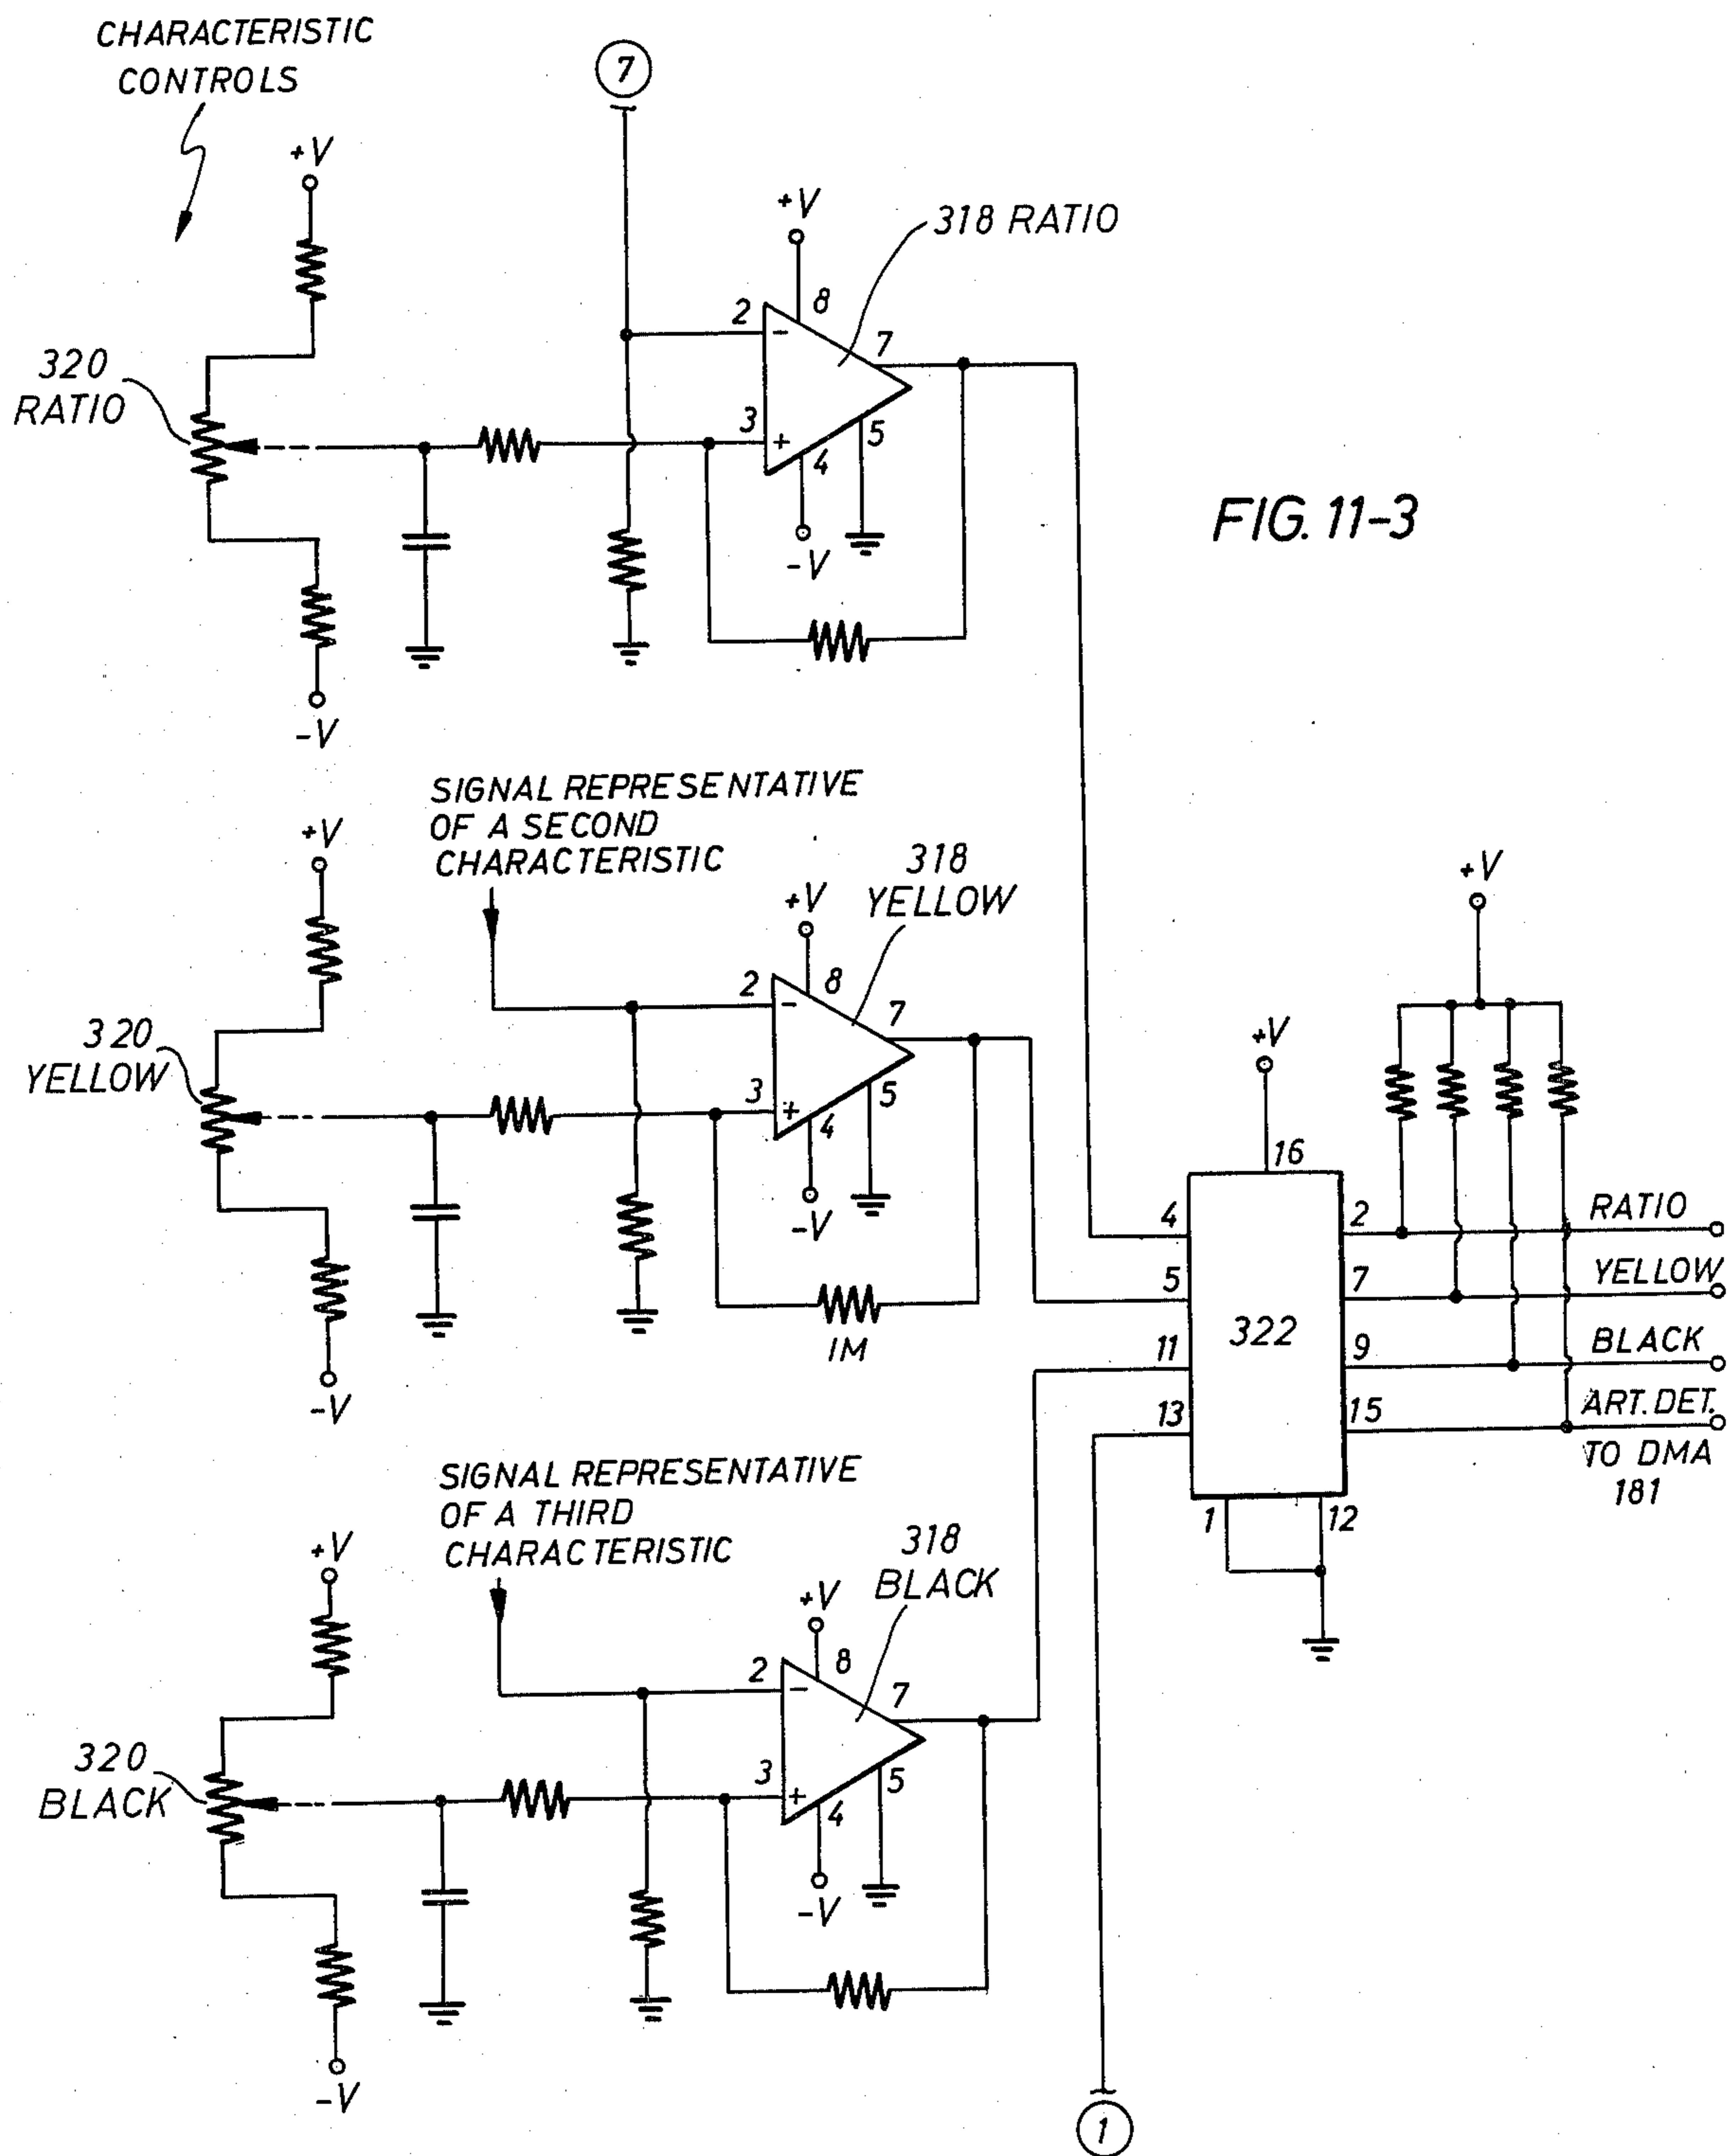 CHARACTERISTIC
CONTROLS
7
+V
+V
318 RATIO
8
2
-
7
320
RATIO
3
+
5
4
-V
FIG. 11-3
-V
SIGNAL REPRESENTATIVE
OF A SECOND
CHARACTERISTIC
+V
318
YELLOW
+V
+V
8
2
-
7
320
YELLOW
3
+
5
4
-V
1M
-V
+V
16
4
2
RATIO
5
7
YELLOW
322
11
9
BLACK
13
15
ART. DET.
TO DMA
181
1
12
SIGNAL REPRESENTATIVE
OF A THIRD
CHARACTERISTIC
+V
318
BLACK
+V
8
2
-
7
320
BLACK
3
+
5
4
-V
-V
1